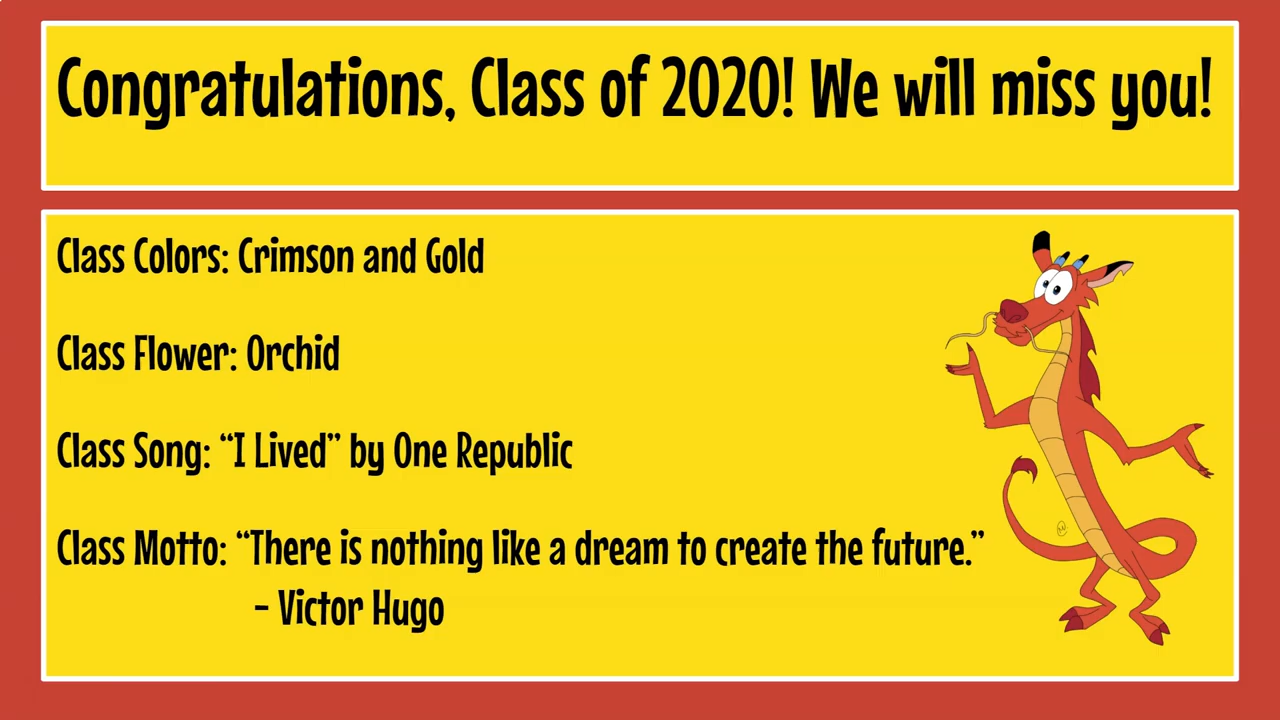 Congratulations, Class of 2020! We will miss you!
Class Colors: Crimson and Gold
Class Flower: Orchid
Class Song: “I Lived” by One Republic
Class Motto: “There is nothing like a dream to create the future.”
- Victor Hugo